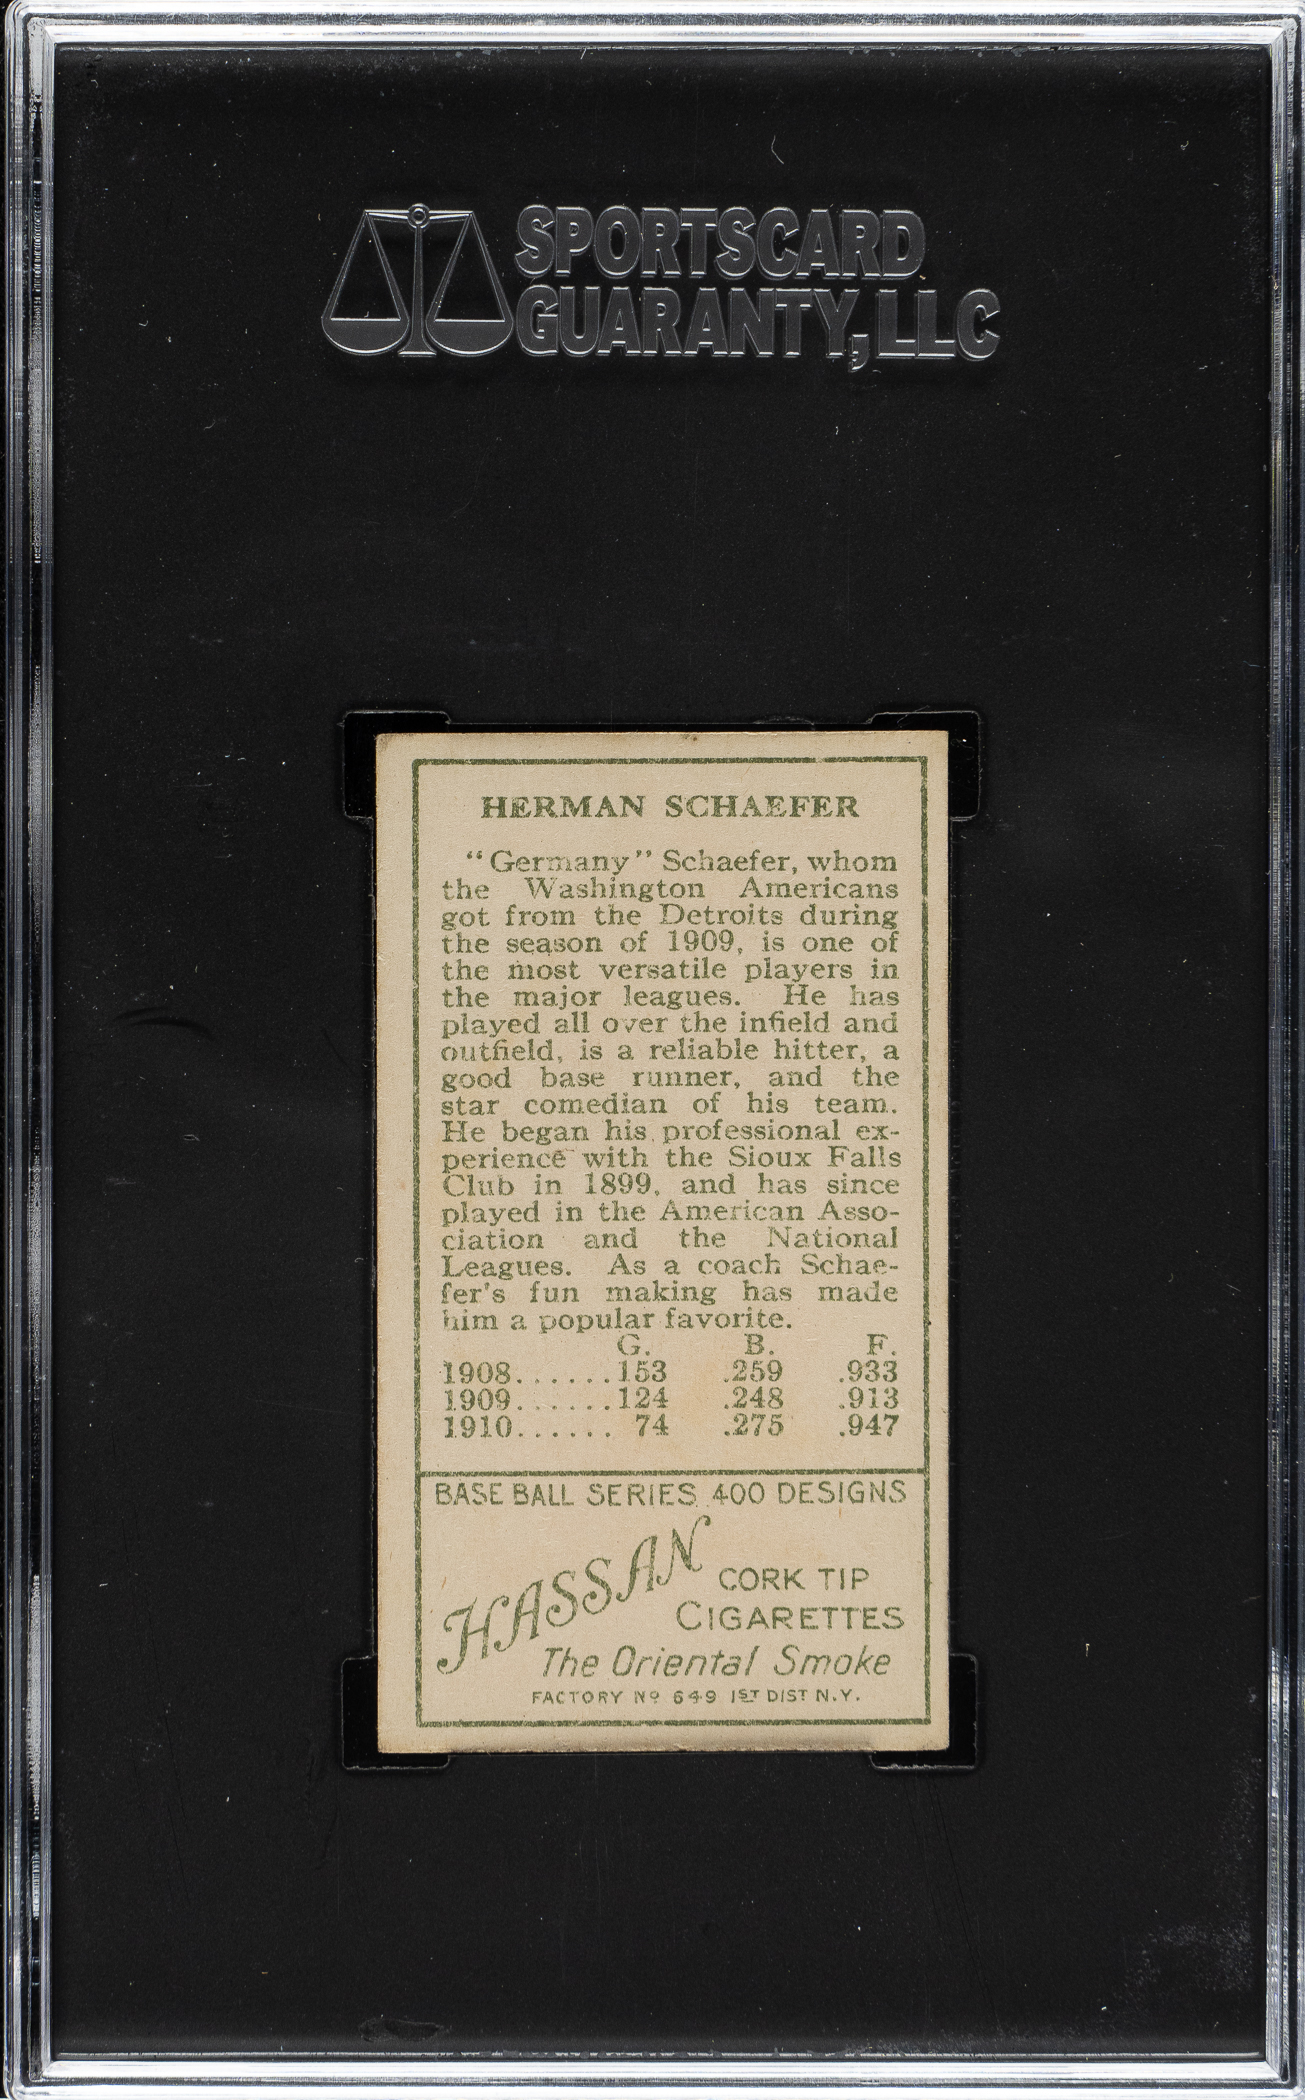 SPORTSCARD
GUARANTY, LLC
HERMAN SCHAEFER
"Germany" Schaefer, whom
the Washington Americans
got from the Detroits during
the season of 1909, is one of
the most versatile players in
the major leagues. He has
played all over the infield and
outfield, is a reliable hitter, a
good base runner, and the
star comedian of his team.
He began his professional ex-
perience with the Sioux Falls
Club in 1899, and has since
played in the American Asso-
ciation and the National
Leagues. As a coach Schae-
fer's fun making has made
him a popular favorite.
G. B. F.
1908......153 .259 .933
1909......124 .248 .913
1910...... 74 .275 .947
BASE BALL SERIES 400 DESIGNS
HASSAN CORK TIP
CIGARETTES
The Oriental Smoke
FACTORY No 649 1ST DIST N.Y.